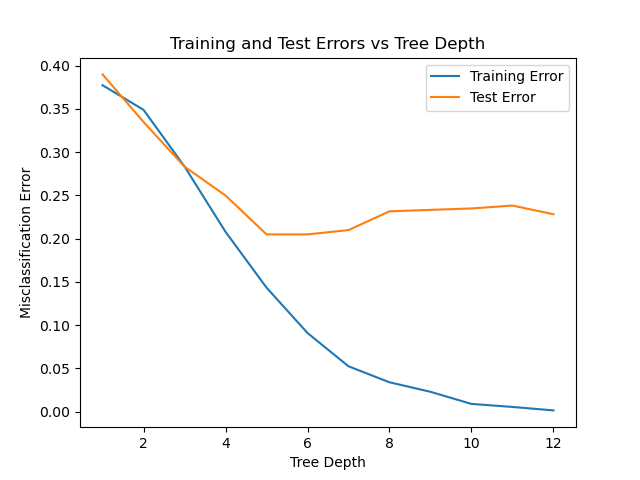 Training and Test Errors vs Tree Depth
Training Error
Test Error
Misclassification Error
0.40
0.35
0.30
0.25
0.20
0.15
0.10
0.05
0.00
2 4 6 8 10 12
Tree Depth